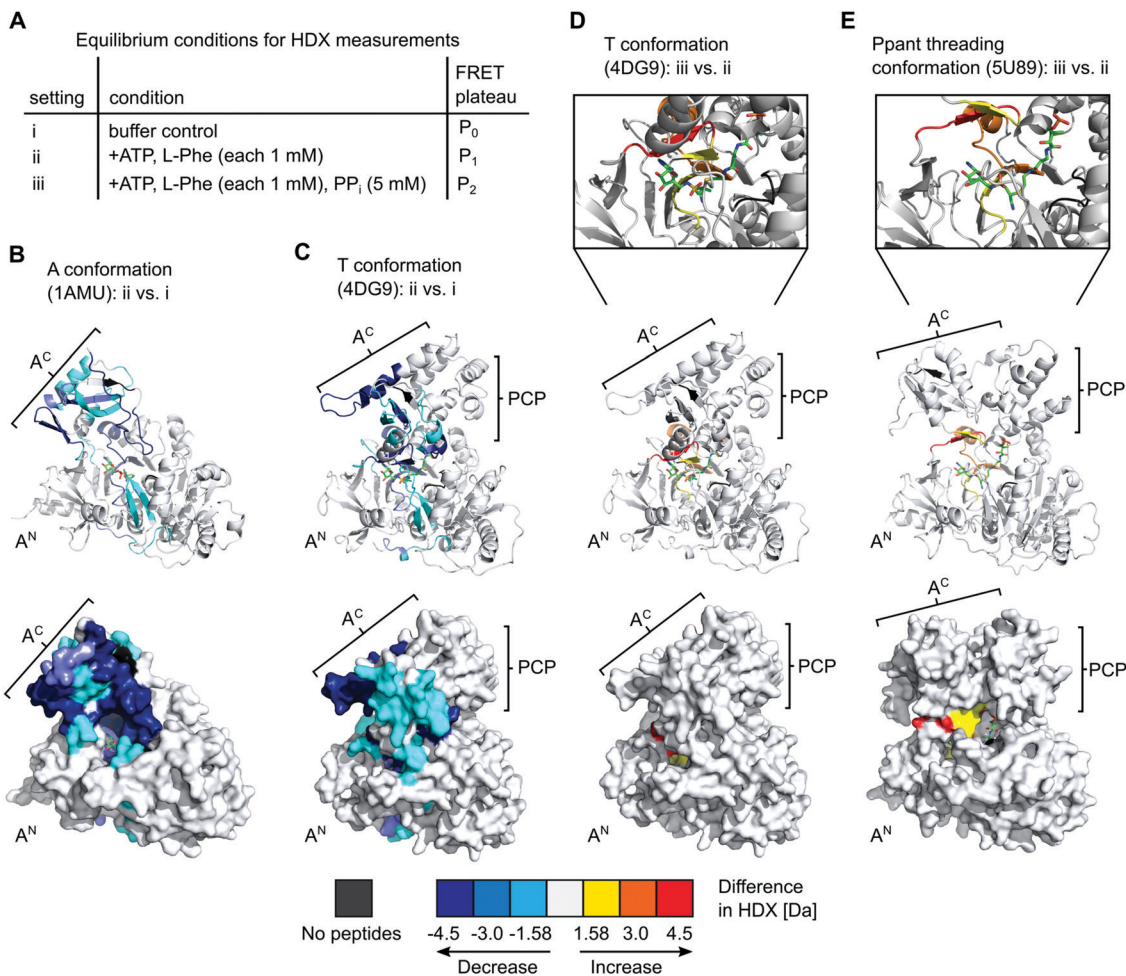 A
Equilibrium conditions for HDX measurements
setting condition FRET plateau
i buffer control P0
ii +ATP, L-Phe (each 1 mM) P1
iii +ATP, L-Phe (each 1 mM), PPi (5 mM) P2
B
A conformation
(1AMU): ii vs. i
AC
AN
AC
AN
C
T conformation
(4DG9): ii vs. i
AC
PCP
AN
AC
PCP
AN
D
T conformation
(4DG9): iii vs. ii
AC
PCP
AN
AC
PCP
AN
E
Ppant threading
conformation (5U89): iii vs. ii
AC
PCP
AN
AC
PCP
AN
No peptides
-4.5 -3.0 -1.58 1.58 3.0 4.5
Decrease Increase
Difference
in HDX [Da]